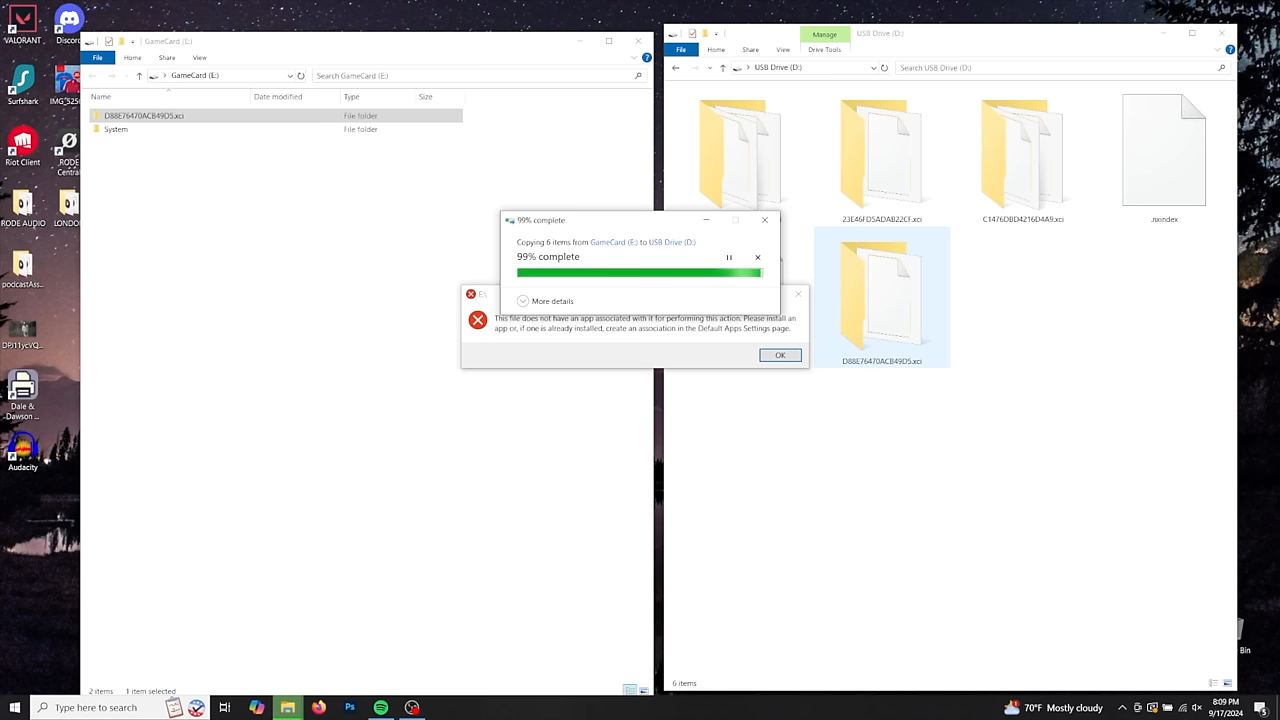 Discord
Surfshark
IMG_5256
Riot Client
_RODE Central
DAD AUDIO
OneD
podcastAss...
Dale & Dawson ...
Audacity
GameCard (E:)
File
Home
Share
View
GameCard (E:)
Search GameCard (E:)
Name
Date modified
Type
Size
D88E76470ACB49D5.xci
File folder
System
File folder
2 items
1 item selected
Manage
USB Drive (D:)
File
Home
Share
View
Drive Tools
USB Drive (D:)
Search USB Drive (D:)
23E46FD5ADAB22CF.xci
C1476DBD4216D4A9.xci
.nxindex
D88E76470ACB49D5.xci
6 items
99% complete
Copying 6 items from GameCard (E:) to USB Drive (D:)
99% complete
More details
E:\
This file does not have an app associated with it for performing this action. Please install an
app or, if one is already installed, create an association in the Default Apps Settings page.
OK
Bin
Type here to search
70°F Mostly cloudy
8:09 PM
9/17/2024